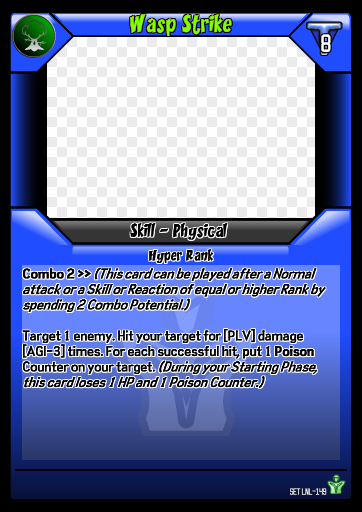 Wasp Strike
8
Skill - Physical
Hyper Rank
Combo 2 >> (This card can be played after a Normal
attack or a Skill or Reaction of equal or higher Rank by
spending 2 Combo Potential.)
Target 1 enemy. Hit your target for [PLV] damage
[AGI-3] times. For each successful hit, put 1 Poison
Counter on your target. (During your Starting Phase,
this card loses 1 HP and 1 Poison Counter.)
SET LNL-149